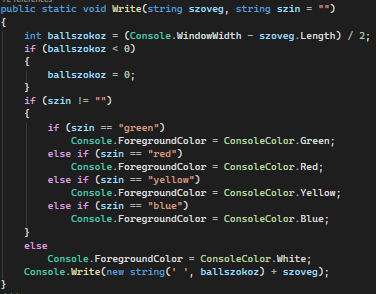 public static void Write(string szoveg, string szin = "")
{
    int ballszokoz = (Console.WindowWidth - szoveg.Length) / 2;
    if (ballszokoz < 0)
    {
        ballszokoz = 0;
    }
    if (szin != "")
    {
        if (szin == "green")
            Console.ForegroundColor = ConsoleColor.Green;
        else if (szin == "red")
            Console.ForegroundColor = ConsoleColor.Red;
        else if (szin == "yellow")
            Console.ForegroundColor = ConsoleColor.Yellow;
        else if (szin == "blue")
            Console.ForegroundColor = ConsoleColor.Blue;
    }
    else
        Console.ForegroundColor = ConsoleColor.White;
    Console.Write(new string(' ', ballszokoz) + szoveg);
}